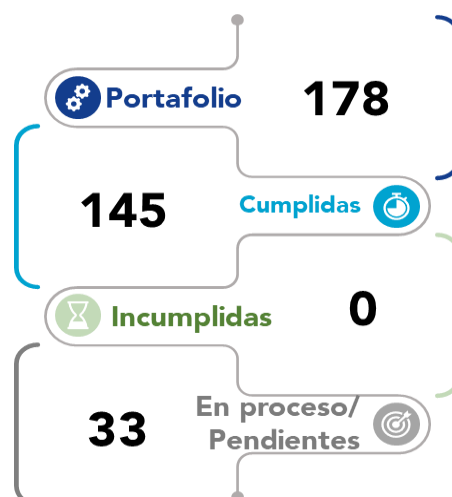 Portafolio
178
145
Cumplidas
Incumplidas
0
33
En proceso/
Pendientes